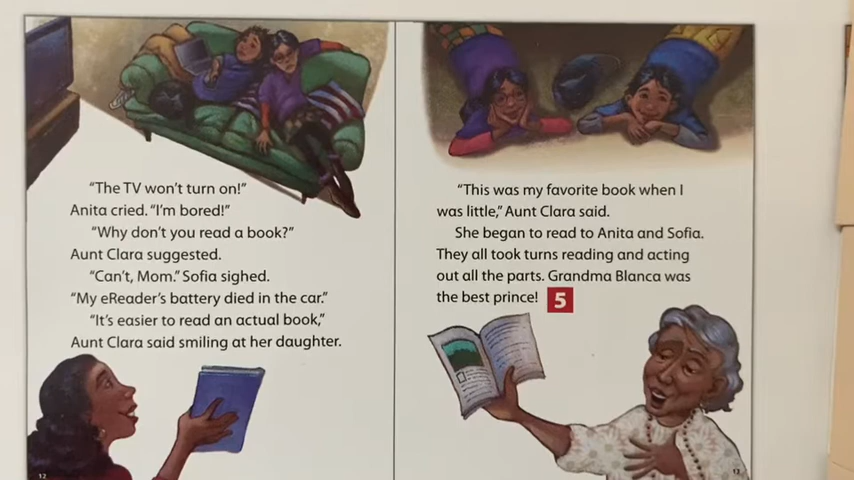 “The TV won’t turn on!”
Anita cried. “I’m bored!”
“Why don’t you read a book?”
Aunt Clara suggested.
“Can’t, Mom.” Sofia sighed.
“My eReader’s battery died in the car.”
“It’s easier to read an actual book,”
Aunt Clara said smiling at her daughter.
12
“This was my favorite book when I
was little,” Aunt Clara said.
She began to read to Anita and Sofia.
They all took turns reading and acting
out all the parts. Grandma Blanca was
the best prince! 5
13